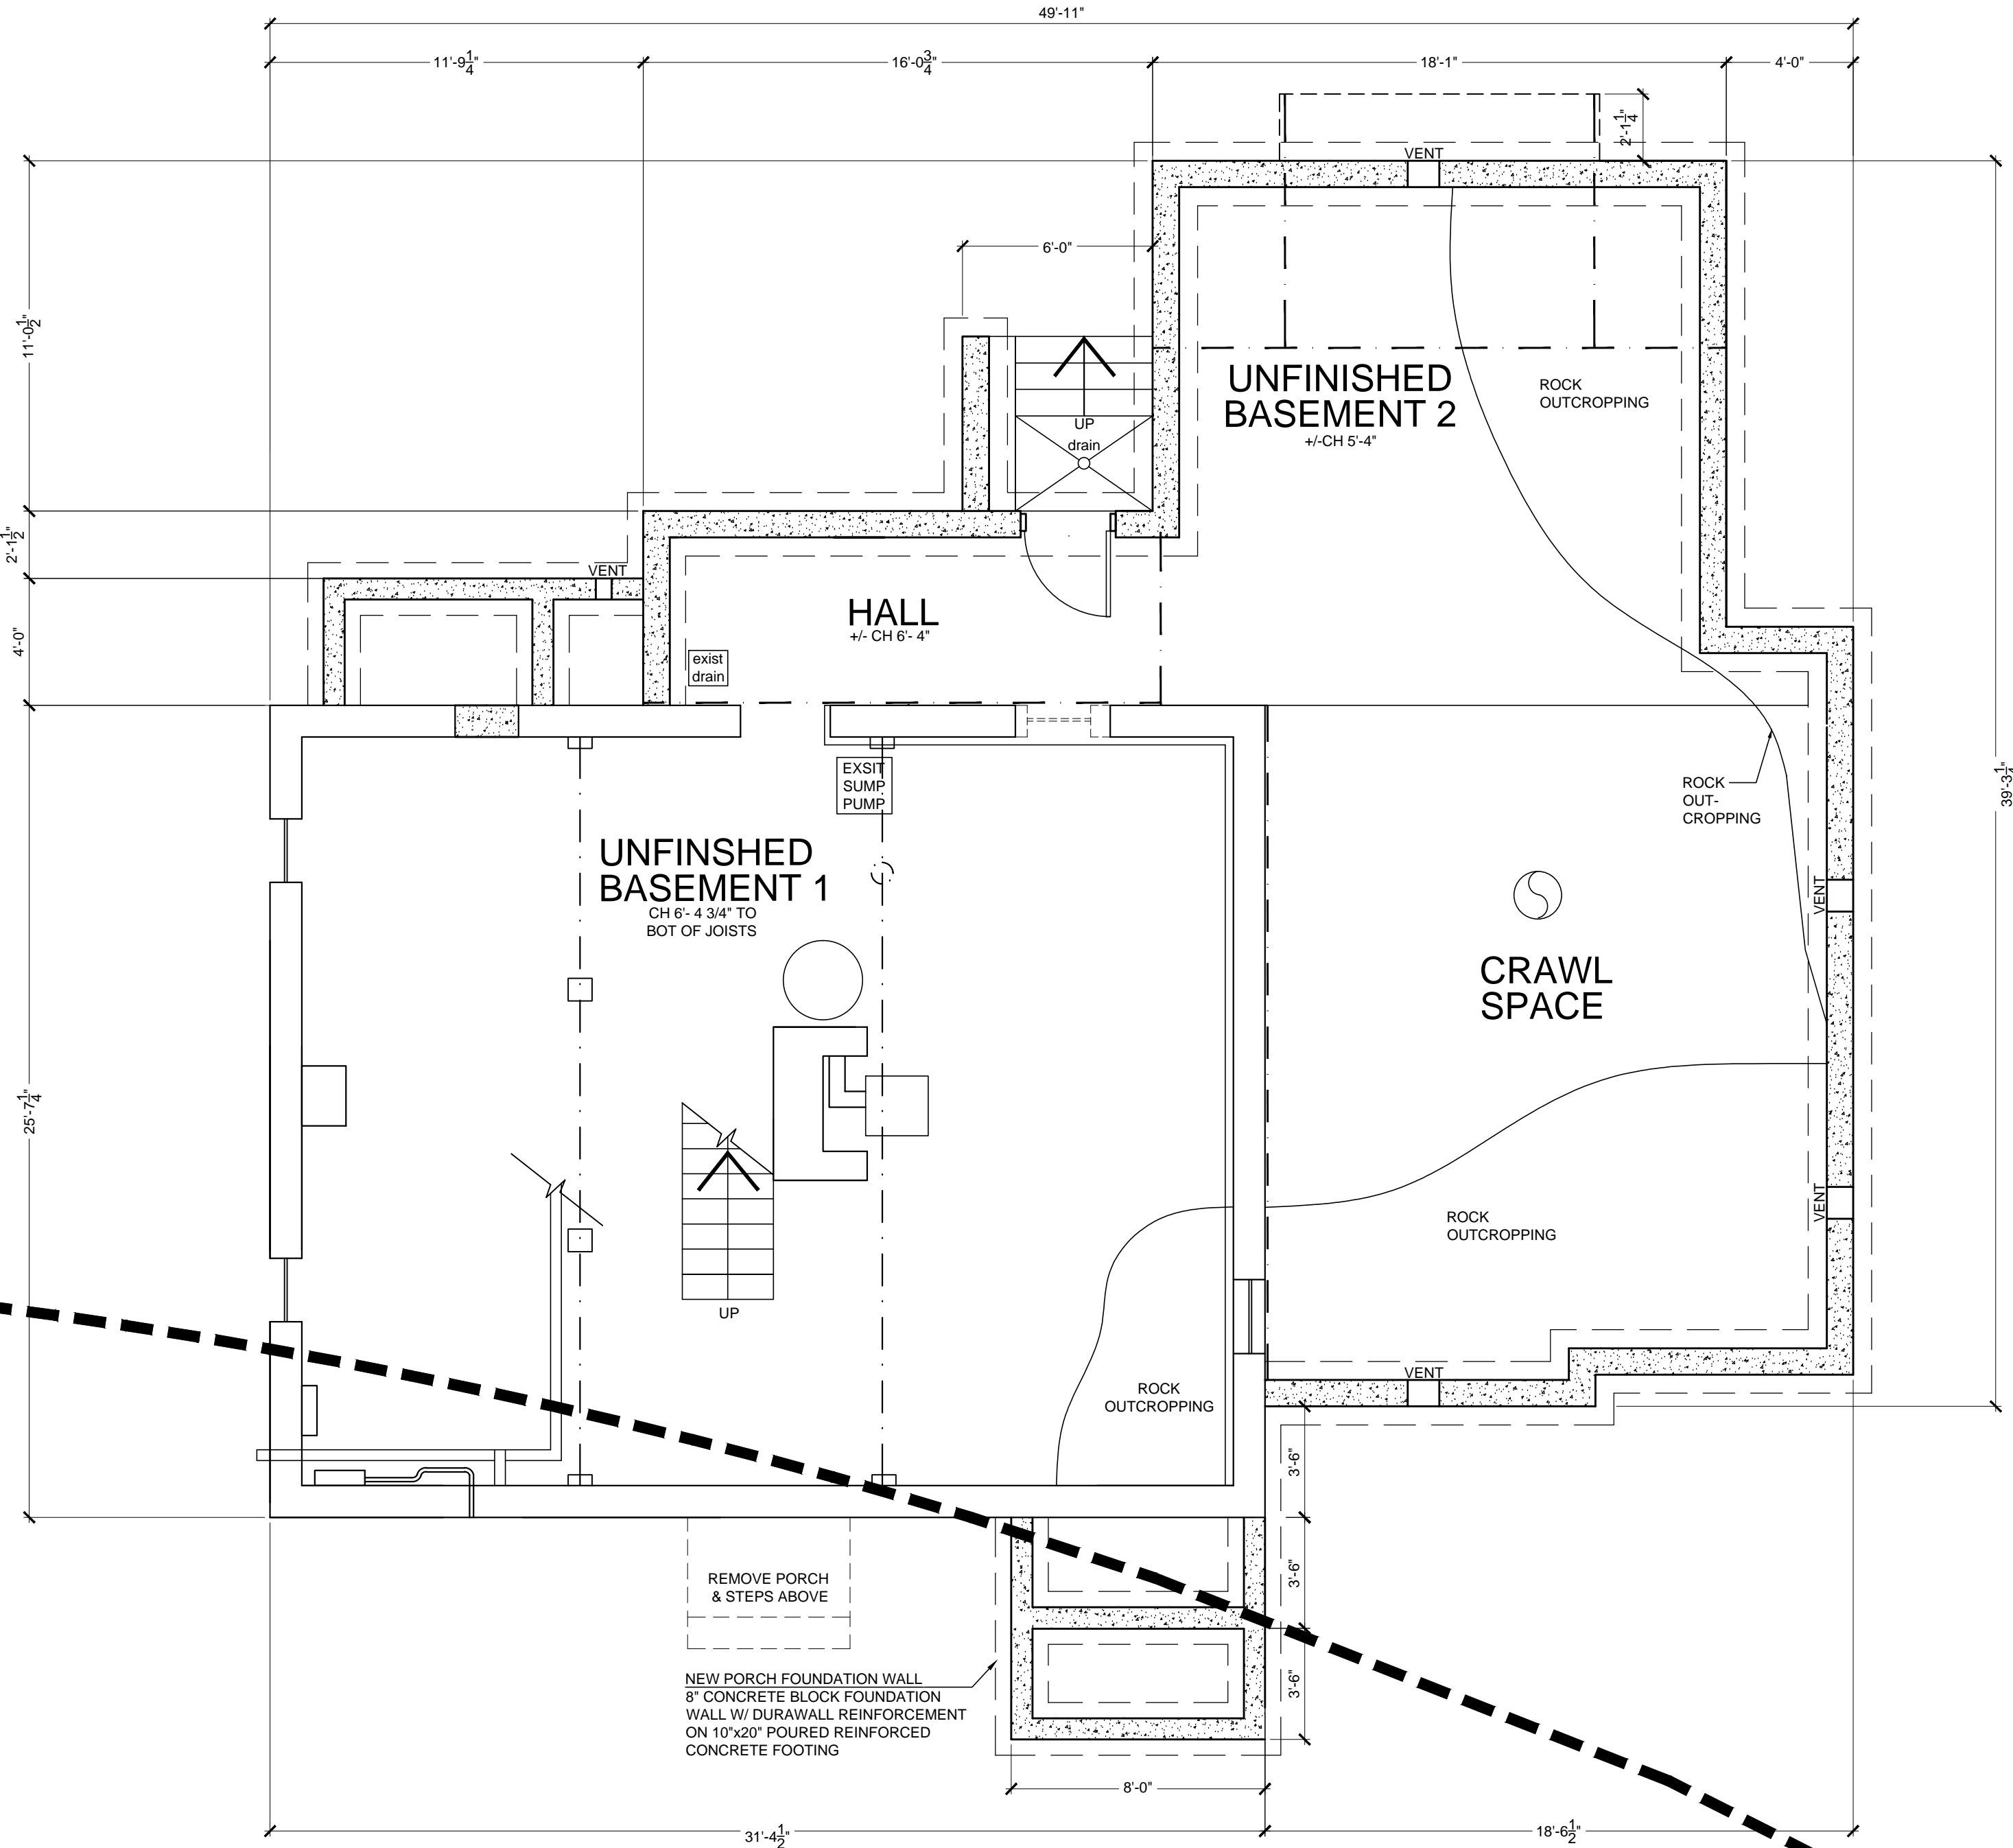 49'-11"
11'-9 1/4"
16'-0 3/4"
18'-1"
4'-0"
2'-1 1/4"
VENT
6'-0"
11'-0 1/2"
UNFINISHED
BASEMENT 2
+/-CH 5'-4"
ROCK
OUTCROPPING
UP
drain
2'-1 1/2"
VENT
4'-0"
HALL
+/- CH 6'- 4"
exist
drain
EXSIT
SUMP
PUMP
ROCK
OUT-
CROPPING
39'-3 1/4"
UNFINSHED
BASEMENT 1
CH 6'- 4 3/4" TO
BOT OF JOISTS
VENT
CRAWL
SPACE
25'-7 1/4"
VENT
ROCK
OUTCROPPING
UP
VENT
ROCK
OUTCROPPING
3'-6"
3'-6"
3'-6"
REMOVE PORCH
& STEPS ABOVE
NEW PORCH FOUNDATION WALL
8" CONCRETE BLOCK FOUNDATION
WALL W/ DURAWALL REINFORCEMENT
ON 10"x20" POURED REINFORCED
CONCRETE FOOTING
8'-0"
31'-4 1/2"
18'-6 1/2"